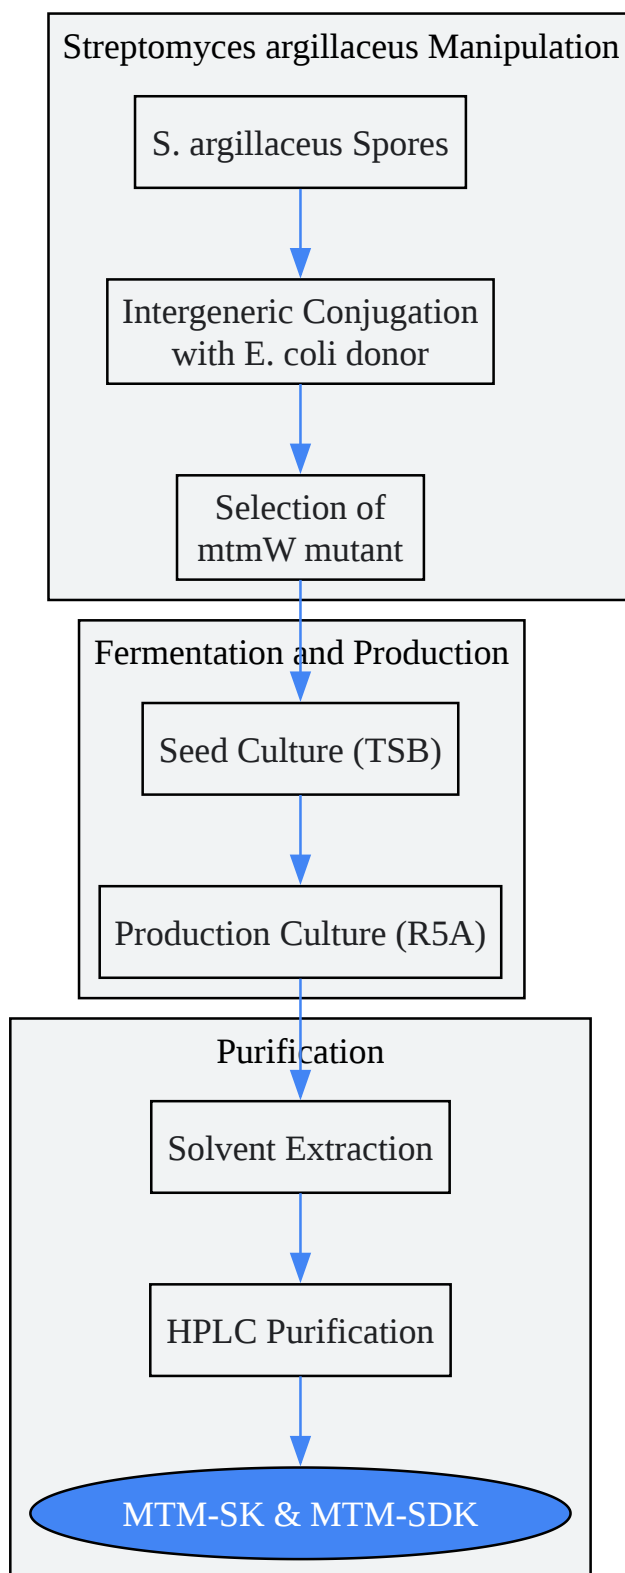 Streptomyces argillaceus Manipulation
S. argillaceus Spores
Intergeneric Conjugation
with E. coli donor
Selection of
mtmW mutant
Fermentation and Production
Seed Culture (TSB)
Production Culture (R5A)
Purification
Solvent Extraction
HPLC Purification
MTM-SK & MTM-SDK